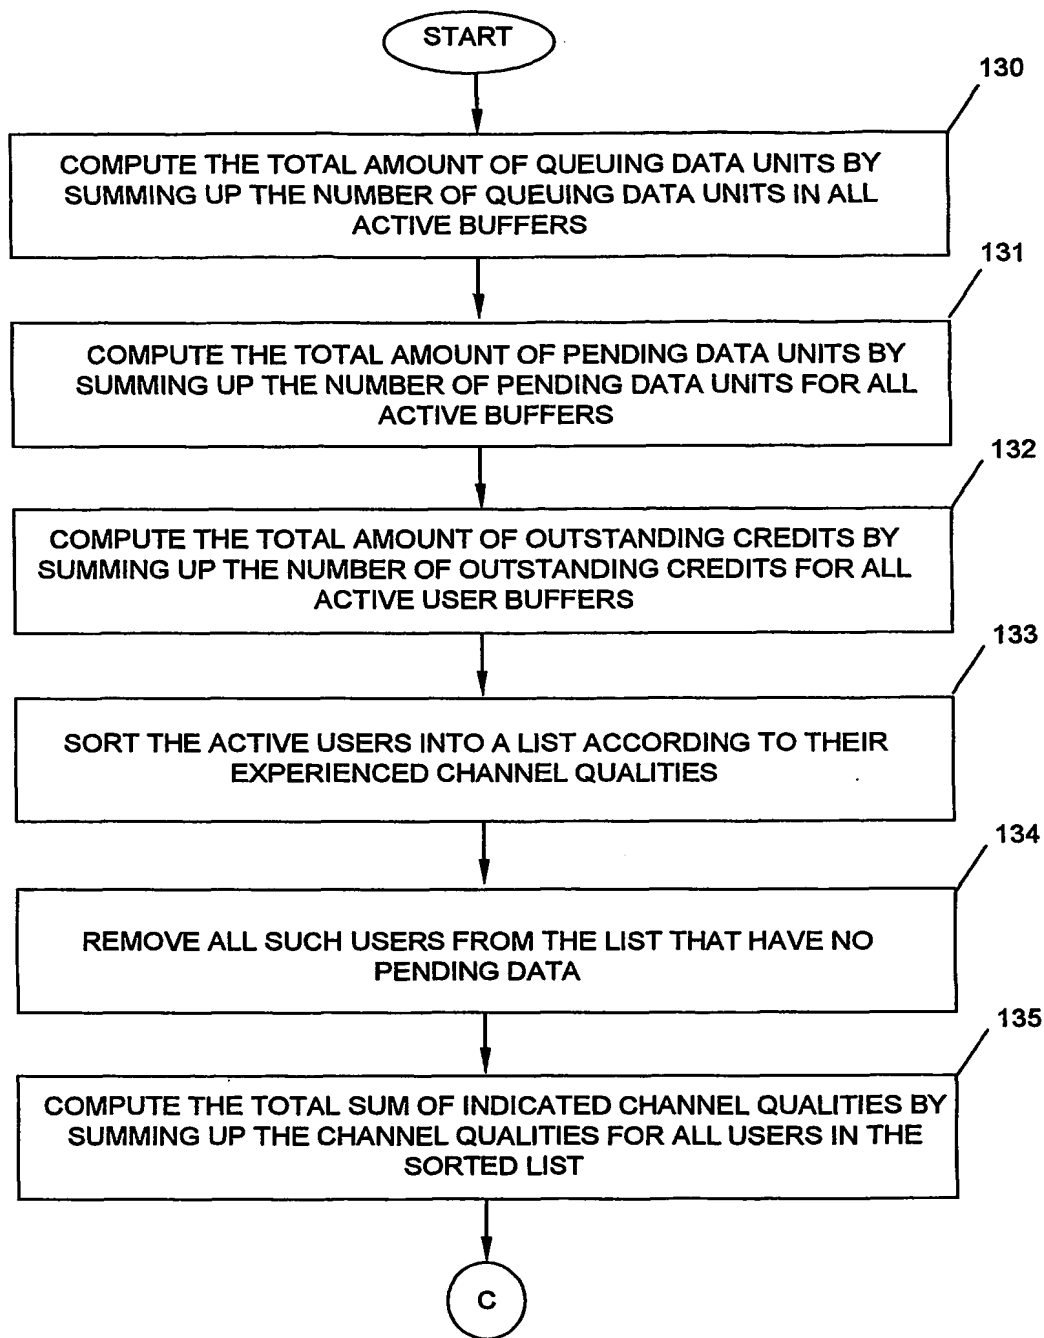 START
130
COMPUTE THE TOTAL AMOUNT OF QUEUING DATA UNITS BY
SUMMING UP THE NUMBER OF QUEUING DATA UNITS IN ALL
ACTIVE BUFFERS
131
COMPUTE THE TOTAL AMOUNT OF PENDING DATA UNITS BY
SUMMING UP THE NUMBER OF PENDING DATA UNITS FOR ALL
ACTIVE BUFFERS
132
COMPUTE THE TOTAL AMOUNT OF OUTSTANDING CREDITS BY
SUMMING UP THE NUMBER OF OUTSTANDING CREDITS FOR ALL
ACTIVE USER BUFFERS
133
SORT THE ACTIVE USERS INTO A LIST ACCORDING TO THEIR
EXPERIENCED CHANNEL QUALITIES
134
REMOVE ALL SUCH USERS FROM THE LIST THAT HAVE NO
PENDING DATA
135
COMPUTE THE TOTAL SUM OF INDICATED CHANNEL QUALITIES BY
SUMMING UP THE CHANNEL QUALITIES FOR ALL USERS IN THE
SORTED LIST
C